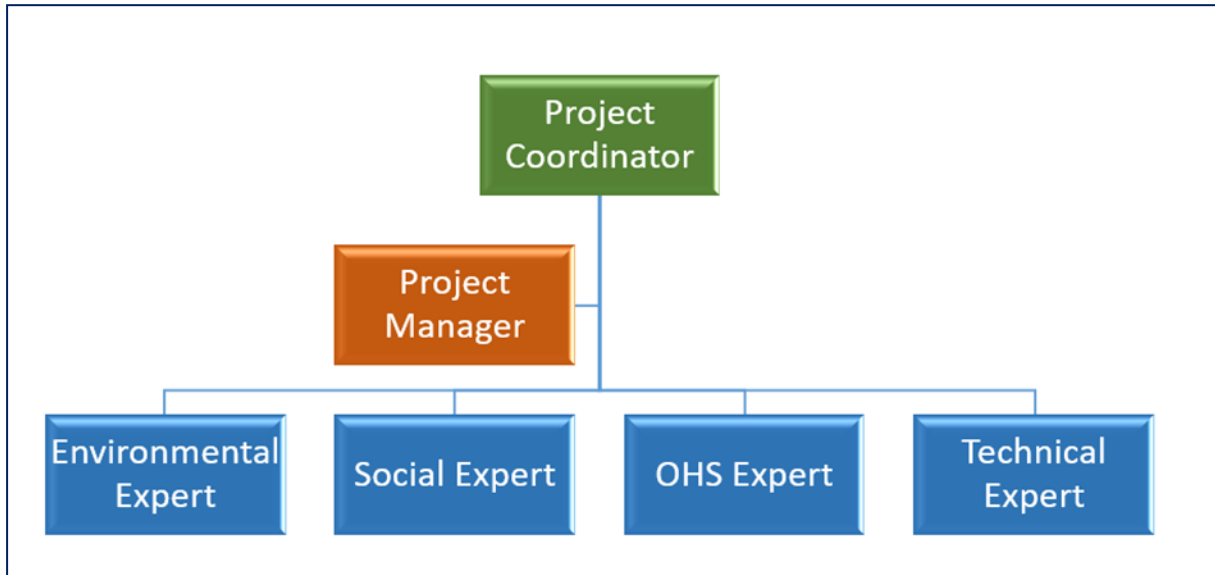 Project
Coordinator
Project
Manager
Environmental
Expert
Social Expert
OHS Expert
Technical
Expert